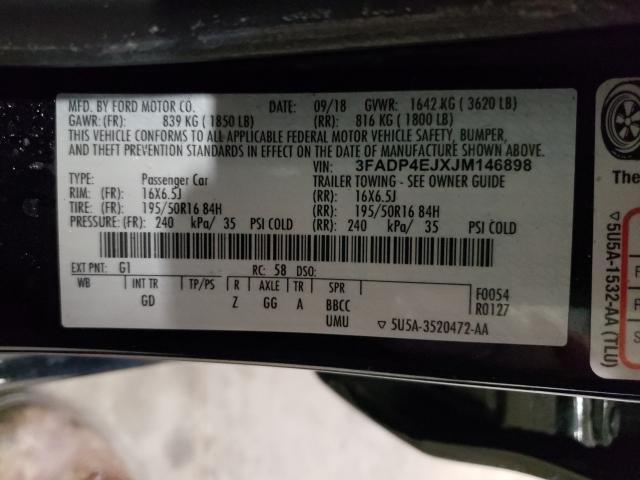 MFD. BY FORD MOTOR CO. DATE: 09/18 GVWR: 1642 KG ( 3620 LB)
GAWR: (FR): 839 KG ( 1850 LB) (RR): 816 KG ( 1800 LB)
THIS VEHICLE CONFORMS TO ALL APPLICABLE FEDERAL MOTOR VEHICLE SAFETY, BUMPER,
AND THEFT PREVENTION STANDARDS IN EFFECT ON THE DATE OF MANUFACTURE SHOWN ABOVE.
VIN: 3FADP4EJXJM146898
TYPE: Passenger Car TRAILER TOWING - SEE OWNER GUIDE
RIM: (FR): 16X6.5J (RR): 16X6.5J
TIRE: (FR): 195/50R16 84H (RR): 195/50R16 84H
PRESSURE: (FR): 240 kPa/ 35 PSI COLD (RR): 240 kPa/ 35 PSI COLD
EXT PNT: G1 RC: 58 DSO:
WB INT TR TP/PS R AXLE TR SPR
GD Z GG A BBCC
UMU
F0054
R0127
▽ 5U5A-3520472-AA
The
▽5U5A-1532-AA (TLU)
F
S